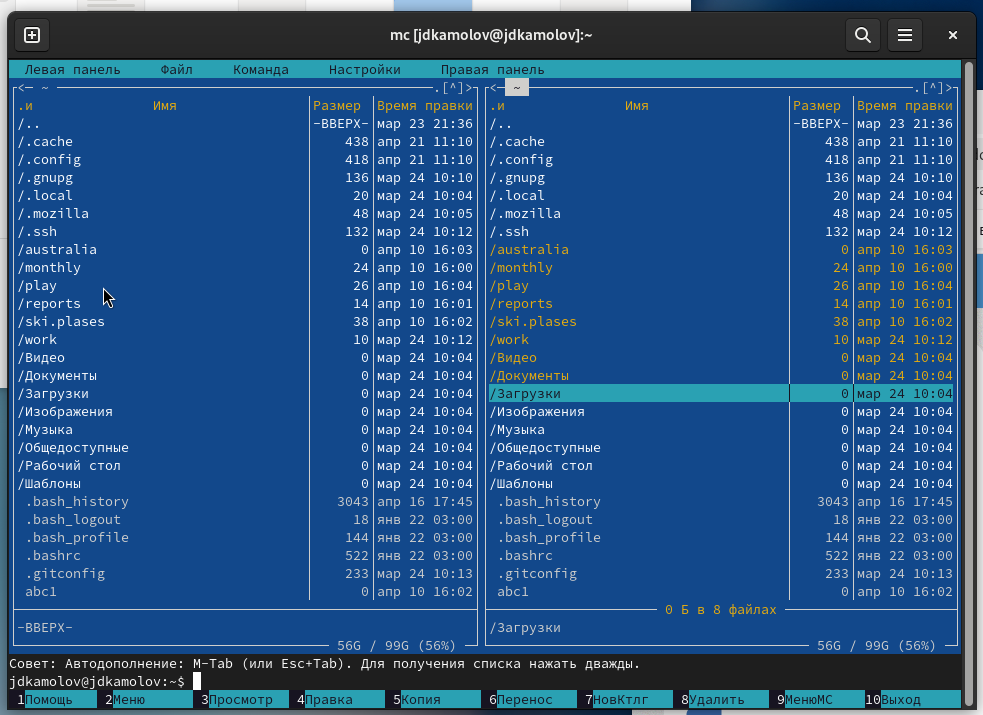 mc [jdkamolov@jdkamolov]:~
Левая панель Файл Команда Настройки Правая панель
<─ ~ .[^]> <─ ~ .[^]>
.и Имя Размер Время правки .и Имя Размер Время правки
/.. -ВВЕРХ- мар 23 21:36 /.. -ВВЕРХ- мар 23 21:36
/.cache 438 апр 21 11:10 /.cache 438 апр 21 11:10
/.config 418 апр 21 11:10 /.config 418 апр 21 11:10
/.gnupg 136 мар 24 10:10 /.gnupg 136 мар 24 10:10
/.local 20 мар 24 10:04 /.local 20 мар 24 10:04
/.mozilla 48 мар 24 10:05 /.mozilla 48 мар 24 10:05
/.ssh 132 мар 24 10:12 /.ssh 132 мар 24 10:12
/australia 0 апр 10 16:03 /australia 0 апр 10 16:03
/monthly 24 апр 10 16:00 /monthly 24 апр 10 16:00
/play 26 апр 10 16:04 /play 26 апр 10 16:04
/reports 14 апр 10 16:01 /reports 14 апр 10 16:01
/ski.plases 38 апр 10 16:02 /ski.plases 38 апр 10 16:02
/work 10 мар 24 10:12 /work 10 мар 24 10:12
/Видео 0 мар 24 10:04 /Видео 0 мар 24 10:04
/Документы 0 мар 24 10:04 /Документы 0 мар 24 10:04
/Загрузки 0 мар 24 10:04 /Загрузки 0 мар 24 10:04
/Изображения 0 мар 24 10:04 /Изображения 0 мар 24 10:04
/Музыка 0 мар 24 10:04 /Музыка 0 мар 24 10:04
/Общедоступные 0 мар 24 10:04 /Общедоступные 0 мар 24 10:04
/Рабочий стол 0 мар 24 10:04 /Рабочий стол 0 мар 24 10:04
/Шаблоны 0 мар 24 10:04 /Шаблоны 0 мар 24 10:04
.bash_history 3043 апр 16 17:45 .bash_history 3043 апр 16 17:45
.bash_logout 18 янв 22 03:00 .bash_logout 18 янв 22 03:00
.bash_profile 144 янв 22 03:00 .bash_profile 144 янв 22 03:00
.bashrc 522 янв 22 03:00 .bashrc 522 янв 22 03:00
.gitconfig 233 мар 24 10:13 .gitconfig 233 мар 24 10:13
abc1 0 апр 10 16:02 abc1 0 апр 10 16:02
0 Б в 8 файлах
-ВВЕРХ- /Загрузки
56G / 99G (56%) 56G / 99G (56%)
Совет: Автодополнение: M-Tab (или Esc+Tab). Для получения списка нажать дважды.
jdkamolov@jdkamolov:~$
1Помощь 2Меню 3Просмотр 4Правка 5Копия 6Перенос 7НовКтлг 8Удалить 9МенюMC 10Выход